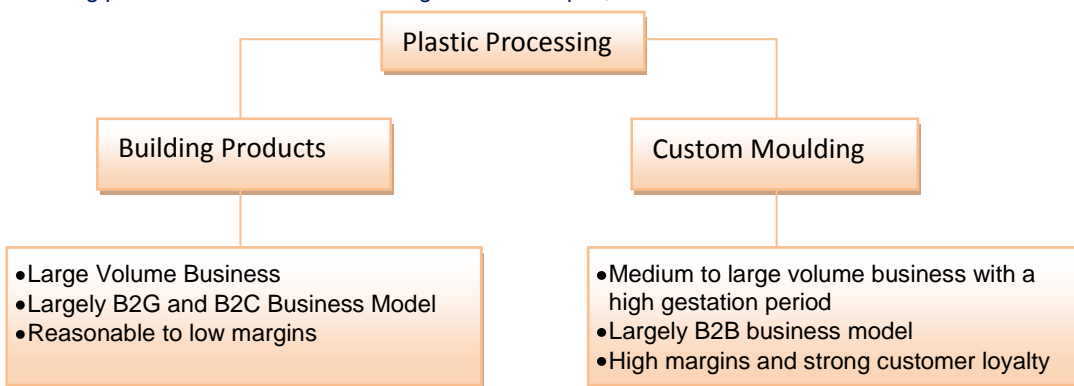 Plastic Processing
Building Products
Custom Moulding
•Large Volume Business
•Largely B2G and B2C Business Model
•Reasonable to low margins
•Medium to large volume business with a
high gestation period
•Largely B2B business model
•High margins and strong customer loyalty